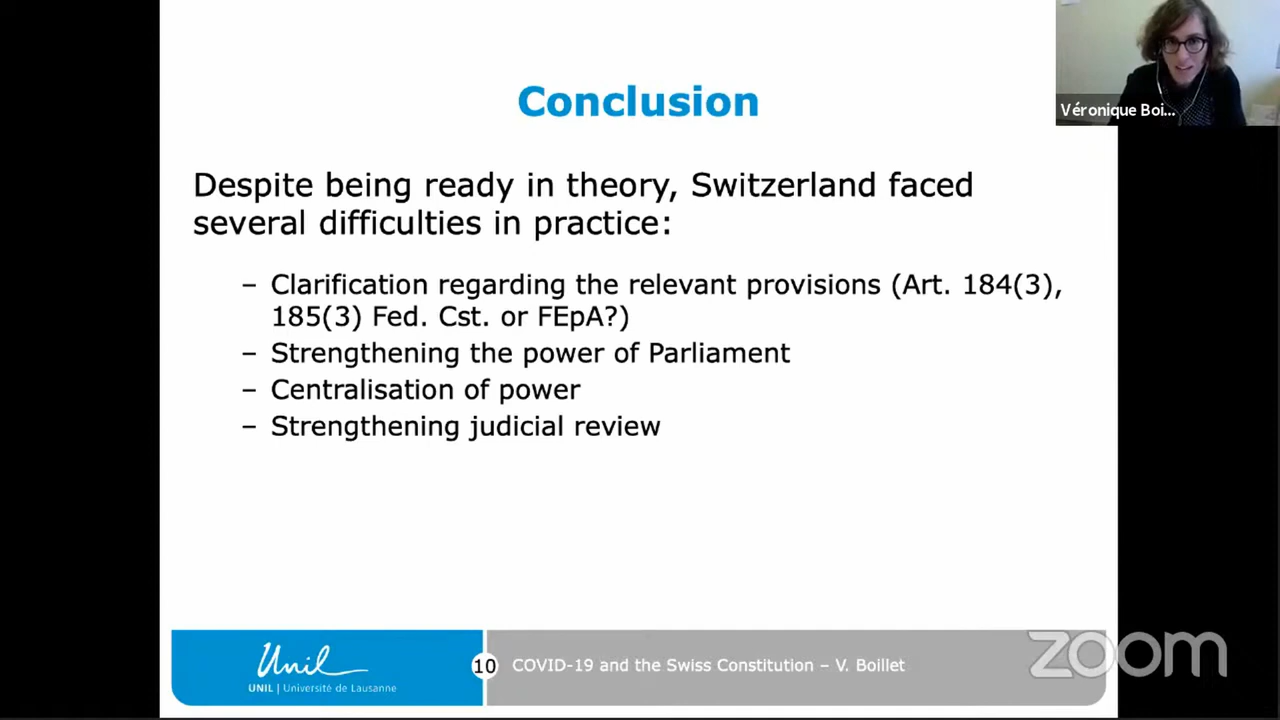 Conclusion
Véronique Boi...
Despite being ready in theory, Switzerland faced
several difficulties in practice:
– Clarification regarding the relevant provisions (Art. 184(3),
185(3) Fed. Cst. or FEpA?)
– Strengthening the power of Parliament
– Centralisation of power
– Strengthening judicial review
Unil
UNIL | Université de Lausanne
10
COVID-19 and the Swiss Constitution – V. Boillet
zoom